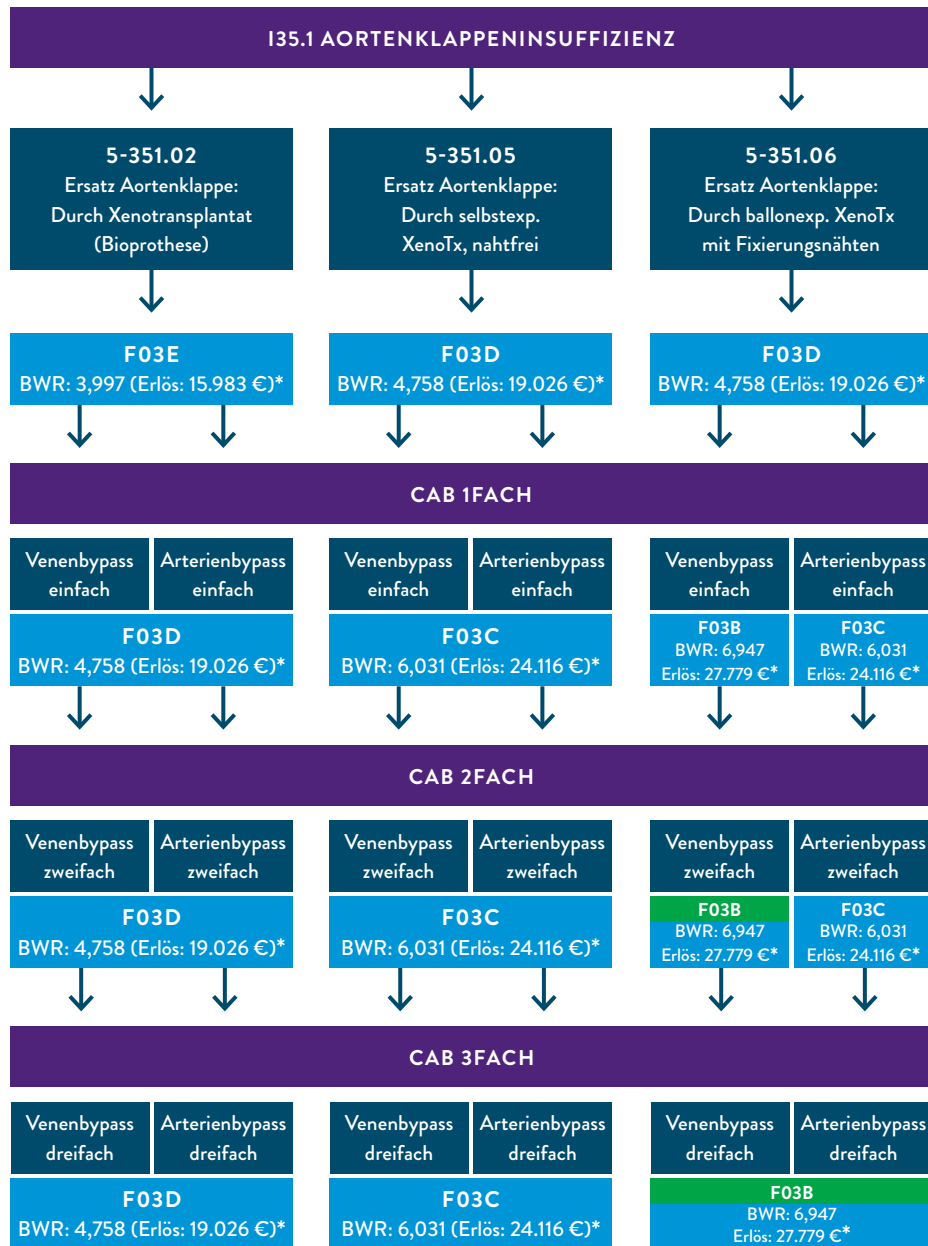 I35.1 AORTENKLAPPENINSUFFIZIENZ
5-351.02
Ersatz Aortenklappe:
Durch Xenotransplantat
(Bioprothese)
5-351.05
Ersatz Aortenklappe:
Durch selbstexp.
XenoTx, nahtfrei
5-351.06
Ersatz Aortenklappe:
Durch ballonexp. XenoTx
mit Fixierungsnähten
F03E
BWR: 3,997 (Erlös: 15.983 €)*
F03D
BWR: 4,758 (Erlös: 19.026 €)*
F03D
BWR: 4,758 (Erlös: 19.026 €)*
CAB 1FACH
Venenbypass
einfach
Arterienbypass
einfach
Venenbypass
einfach
Arterienbypass
einfach
Venenbypass
einfach
Arterienbypass
einfach
F03D
BWR: 4,758 (Erlös: 19.026 €)*
F03C
BWR: 6,031 (Erlös: 24.116 €)*
F03B
BWR: 6,947
Erlös: 27.779 €*
F03C
BWR: 6,031
Erlös: 24.116 €*
CAB 2FACH
Venenbypass
zweifach
Arterienbypass
zweifach
Venenbypass
zweifach
Arterienbypass
zweifach
Venenbypass
zweifach
Arterienbypass
zweifach
F03D
BWR: 4,758 (Erlös: 19.026 €)*
F03C
BWR: 6,031 (Erlös: 24.116 €)*
F03B
BWR: 6,947
Erlös: 27.779 €*
F03C
BWR: 6,031
Erlös: 24.116 €*
CAB 3FACH
Venenbypass
dreifach
Arterienbypass
dreifach
Venenbypass
dreifach
Arterienbypass
dreifach
Venenbypass
dreifach
Arterienbypass
dreifach
F03D
BWR: 4,758 (Erlös: 19.026 €)*
F03C
BWR: 6,031 (Erlös: 24.116 €)*
F03B
BWR: 6,947
Erlös: 27.779 €*